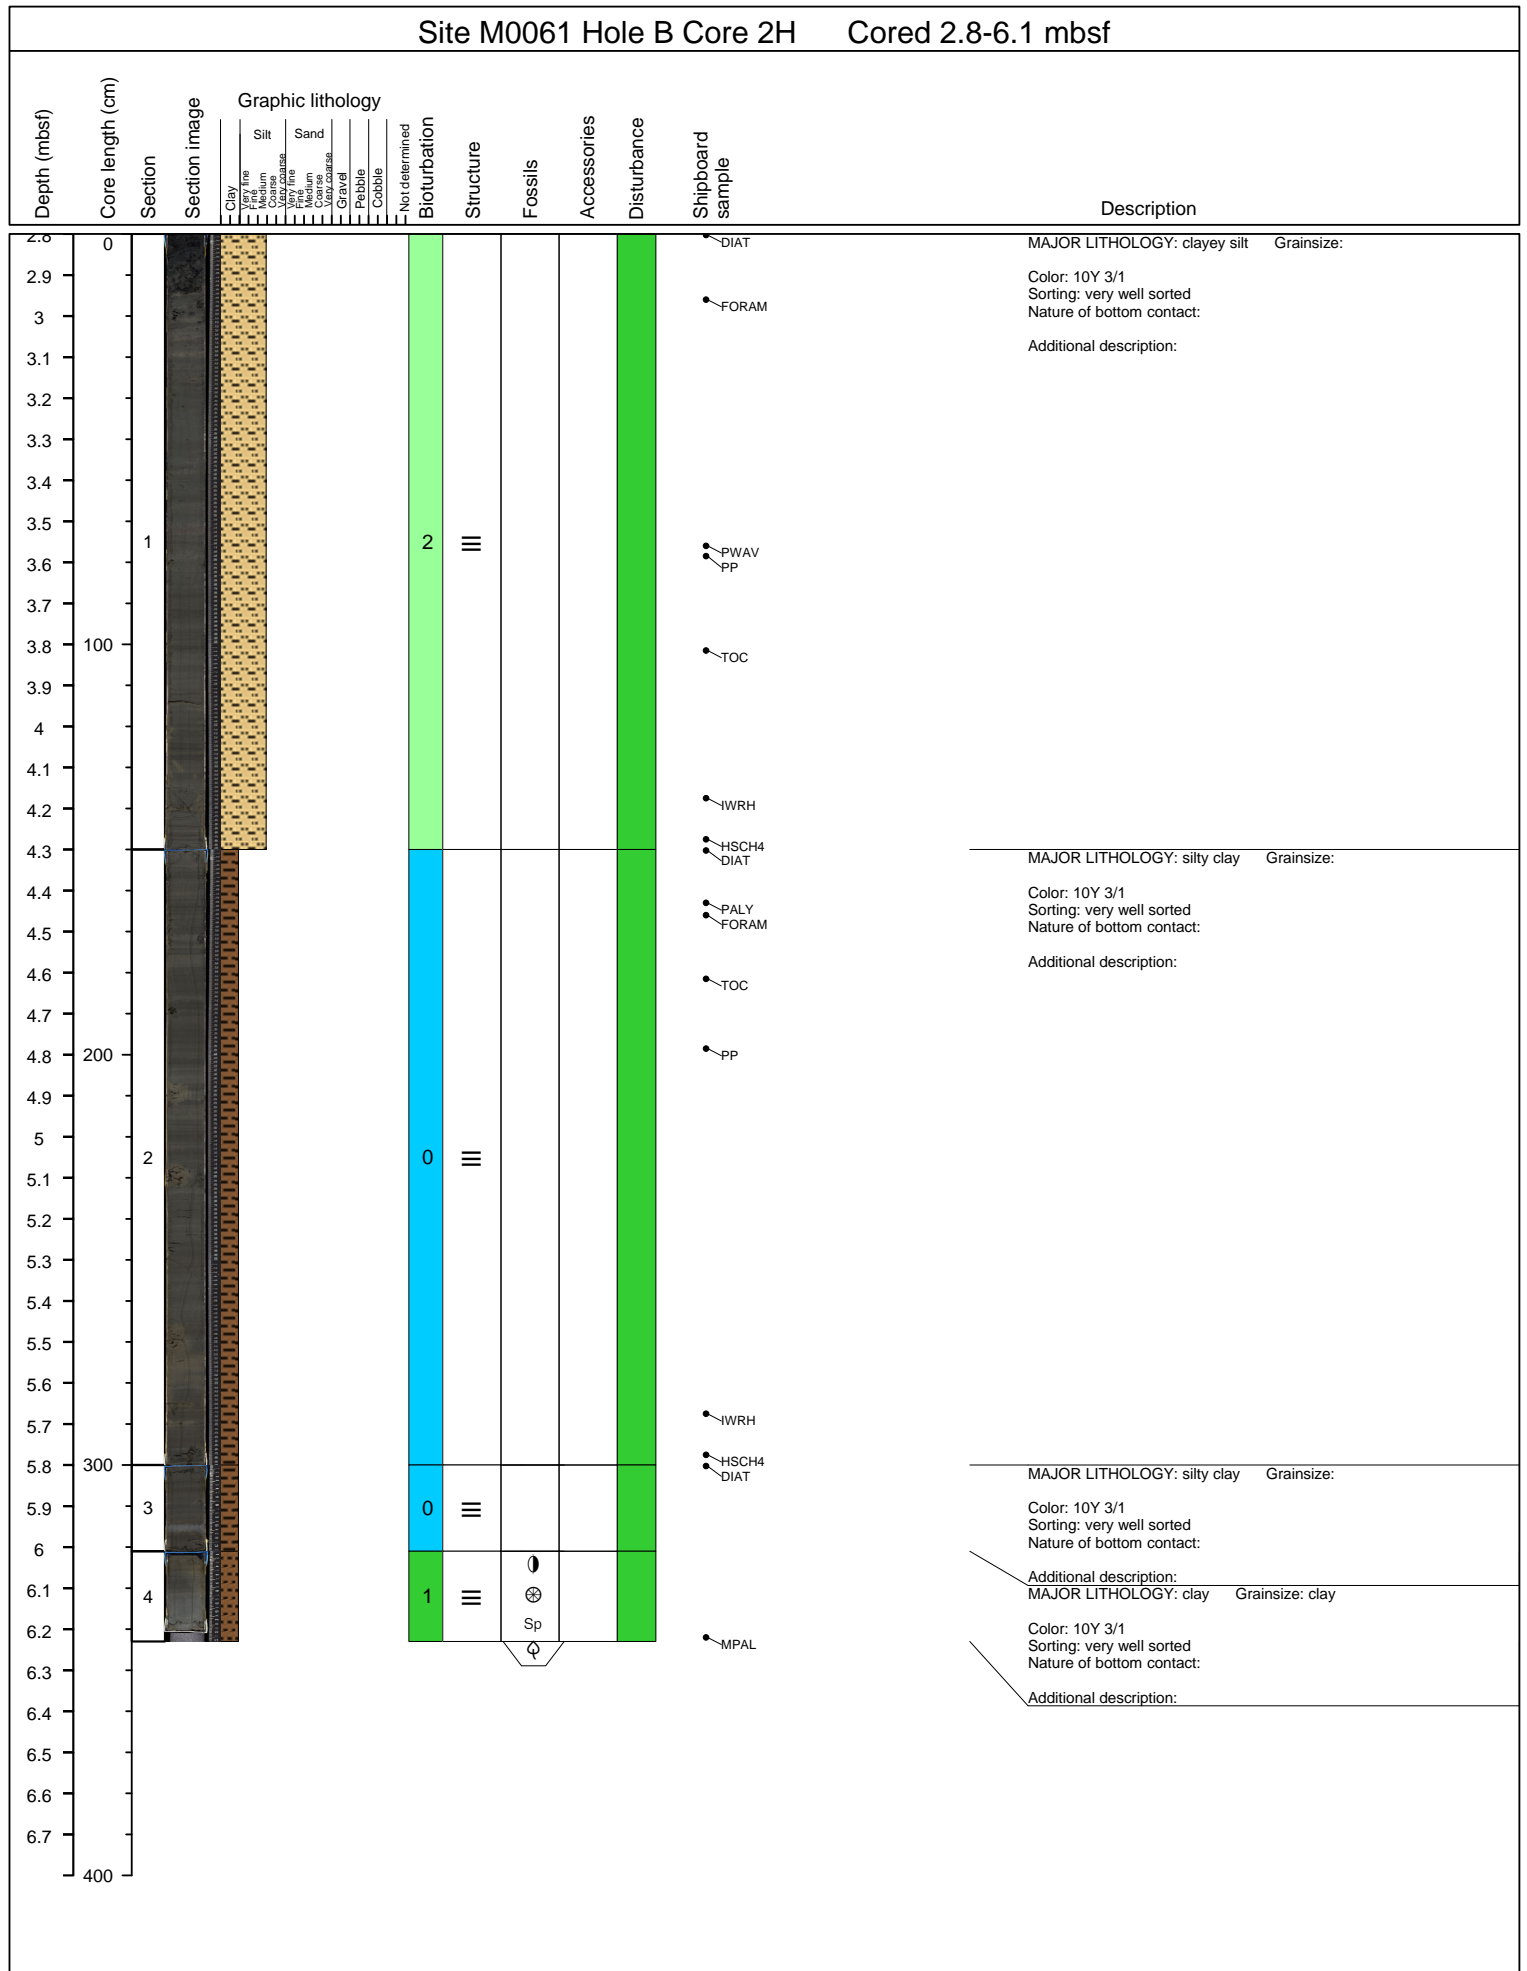 Site M0061 Hole B Core 2H Cored 2.8-6.1 mbsf
Depth (mbsf)
Core length (cm)
Section
Section image
Graphic lithology
Clay
Silt
Very fine
Fine
Medium
Coarse
Very coarse
Sand
Very fine
Fine
Medium
Coarse
Very coarse
Gravel
Pebble
Cobble
Not determined
Bioturbation
Structure
Fossils
Accessories
Disturbance
Shipboard
sample
Description
2.8
2.9
3
3.1
3.2
3.3
3.4
3.5
3.6
3.7
3.8
3.9
4
4.1
4.2
4.3
4.4
4.5
4.6
4.7
4.8
4.9
5
5.1
5.2
5.3
5.4
5.5
5.6
5.7
5.8
5.9
6
6.1
6.2
6.3
6.4
6.5
6.6
6.7
0
100
200
300
400
1
2
3
4
2
0
0
1
Sp
DIAT
FORAM
PWAV
PP
TOC
IWRH
HSCH4
DIAT
PALY
FORAM
TOC
PP
IWRH
HSCH4
DIAT
MPAL
MAJOR LITHOLOGY: clayey silt Grainsize:
Color: 10Y 3/1
Sorting: very well sorted
Nature of bottom contact:
Additional description:
MAJOR LITHOLOGY: silty clay Grainsize:
Color: 10Y 3/1
Sorting: very well sorted
Nature of bottom contact:
Additional description:
MAJOR LITHOLOGY: silty clay Grainsize:
Color: 10Y 3/1
Sorting: very well sorted
Nature of bottom contact:
Additional description:
MAJOR LITHOLOGY: clay Grainsize: clay
Color: 10Y 3/1
Sorting: very well sorted
Nature of bottom contact:
Additional description: